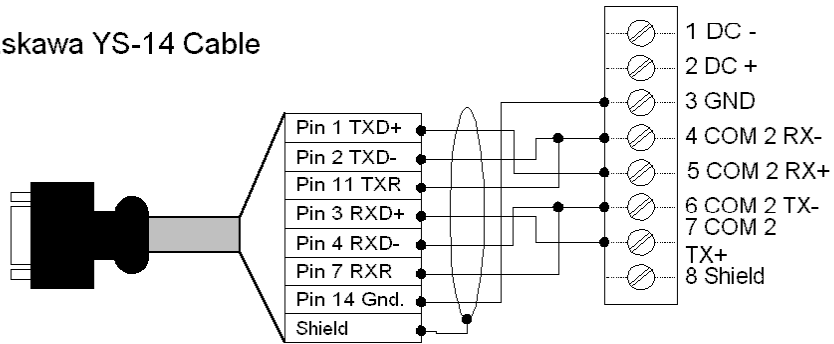 skawa YS-14 Cable
Pin 1 TXD+
Pin 2 TXD-
Pin 11 TXR
Pin 3 RXD+
Pin 4 RXD-
Pin 7 RXR
Pin 14 Gnd.
Shield
1 DC -
2 DC +
3 GND
4 COM 2 RX-
5 COM 2 RX+
6 COM 2 TX-
7 COM 2
TX+
8 Shield